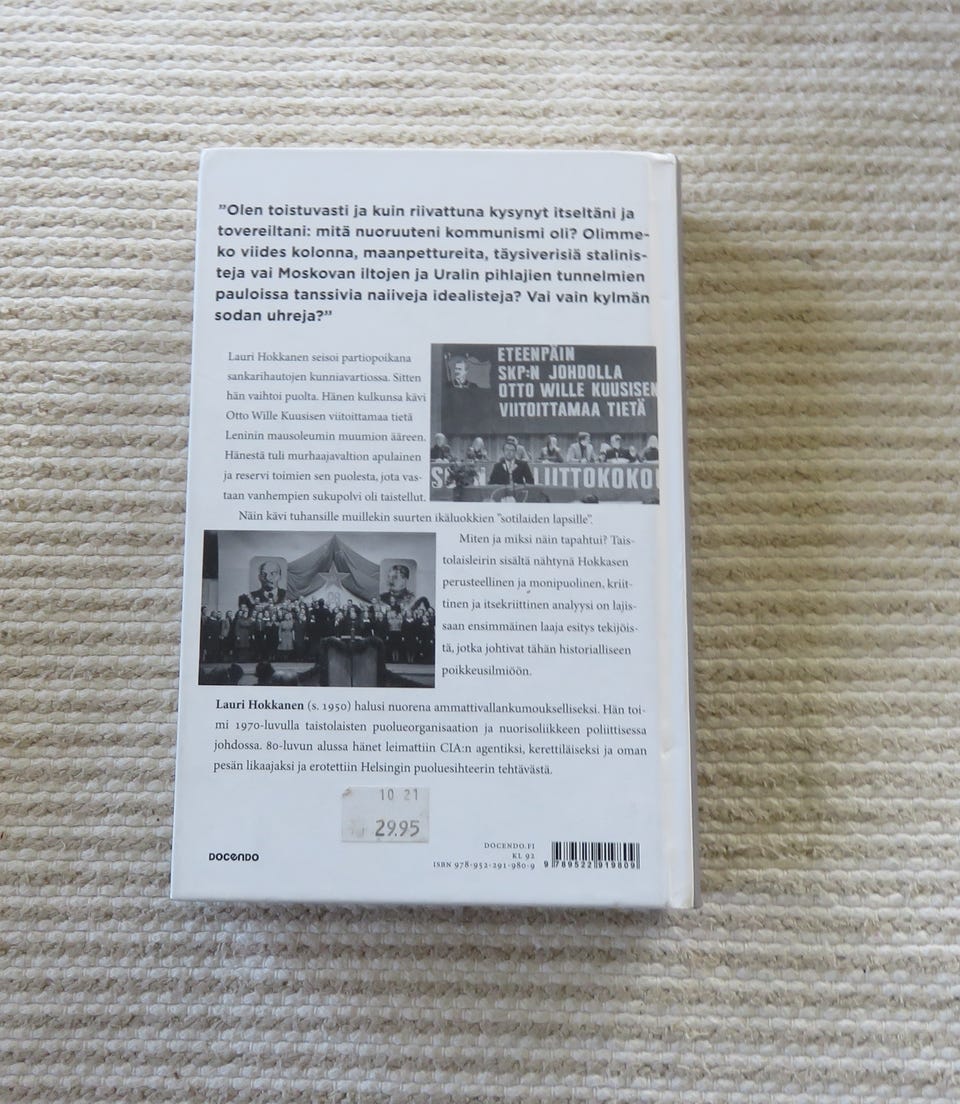 ”Olen toistuvasti ja kuin riivattuna kysynyt itseltäni ja
tovereiltani: mitä nuoruuteni kommunismi oli? Olimme-
ko viides kolonna, maanpettureita, täysiverisiä stalinis-
teja vai Moskovan iltojen ja Uralin pihlajien tunnelmien
pauloissa tanssivia naiiveja idealisteja? Vai vain kylmän
sodan uhreja?”
Lauri Hokkanen seisoi partiopoikana
sankarihautojen kunniavartiossa. Sitten
hän vaihtoi puolta. Hänen kulkunsa kävi
Otto Wille Kuusisen viitoittamaa tietä
Leninin mausoleumin muumion ääreen.
Hänestä tuli murhaajavaltion apulainen
ja reservi toimien sen puolesta, jota vas-
taan vanhempien sukupolvi oli taistellut.
ETEENPÄIN
SKP:N JOHDOLLA
OTTO WILLE KUUSISEN
VIITOITTAMAA TIETÄ
LIITTOKOKO
Näin kävi tuhansille muillekin suurten ikäluokkien ”sotilaiden lapsille”.
28
Miten ja miksi näin tapahtui? Tais-
tolaisleirin sisältä nähtynä Hokkasen
perusteellinen ja monipuolinen, kriit-
tinen ja itsekriittinen analyysi on lajis-
saan ensimmäinen laaja esitys tekijöis-
tä, jotka johtivat tähän historialliseen
poikkeusilmiöön.
Lauri Hokkanen (s. 1950) halusi nuorena ammattivallankumoukselliseksi. Hän toi-
mi 1970-luvulla taistolaisten puolueorganisaation ja nuorisoliikkeen poliittisessa
johdossa. 80-luvun alussa hänet leimattiin CIA:n agentiksi, kerettiläiseksi ja oman
pesän likaajaksi ja erotettiin Helsingin puoluesihteerin tehtävästä.
10 21
29.95
DOCENDO
DOCENDO.FI
KL 92
ISBN 978-952-291-980-9
9 789522 919809